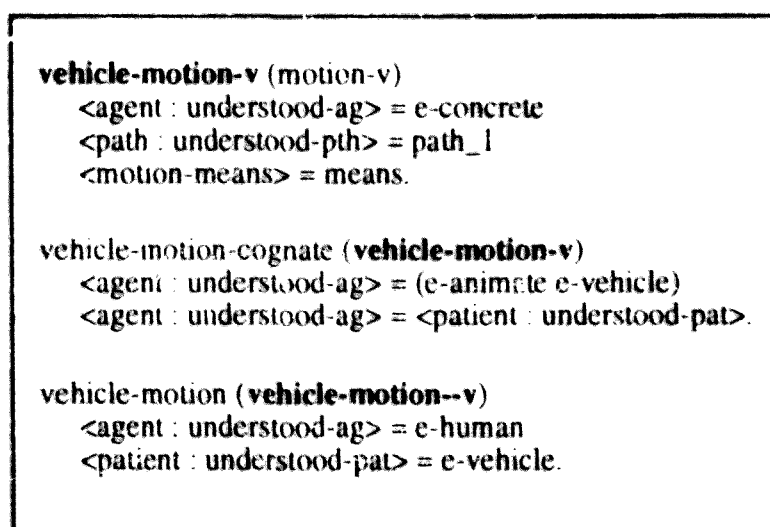 vehicle-motion-v (motion-v)
<agent : understood-ag> = e-concrete
<path : understood-pth> = path_1
<motion-means> = means.
vehicle-motion-cognate (vehicle-motion-v)
<agent : understood-ag> = (e-animate e-vehicle)
<agent : understood-ag> = <patient : understood-pat>.
vehicle-motion (vehicle-motion--v)
<agent : understood-ag> = e-human
<patient : understood-pat> = e-vehicle.